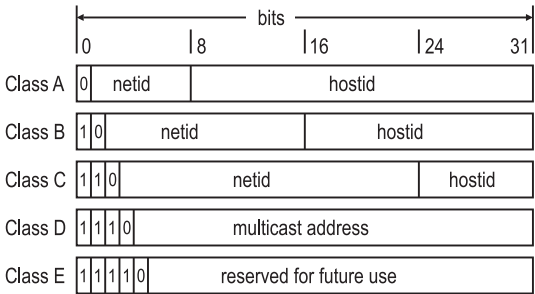 bits
0 8 16 24 31
Class A 0 netid hostid
Class B 1 0 netid hostid
Class C 1 1 0 netid hostid
Class D 1 1 1 0 multicast address
Class E 1 1 1 1 0 reserved for future use